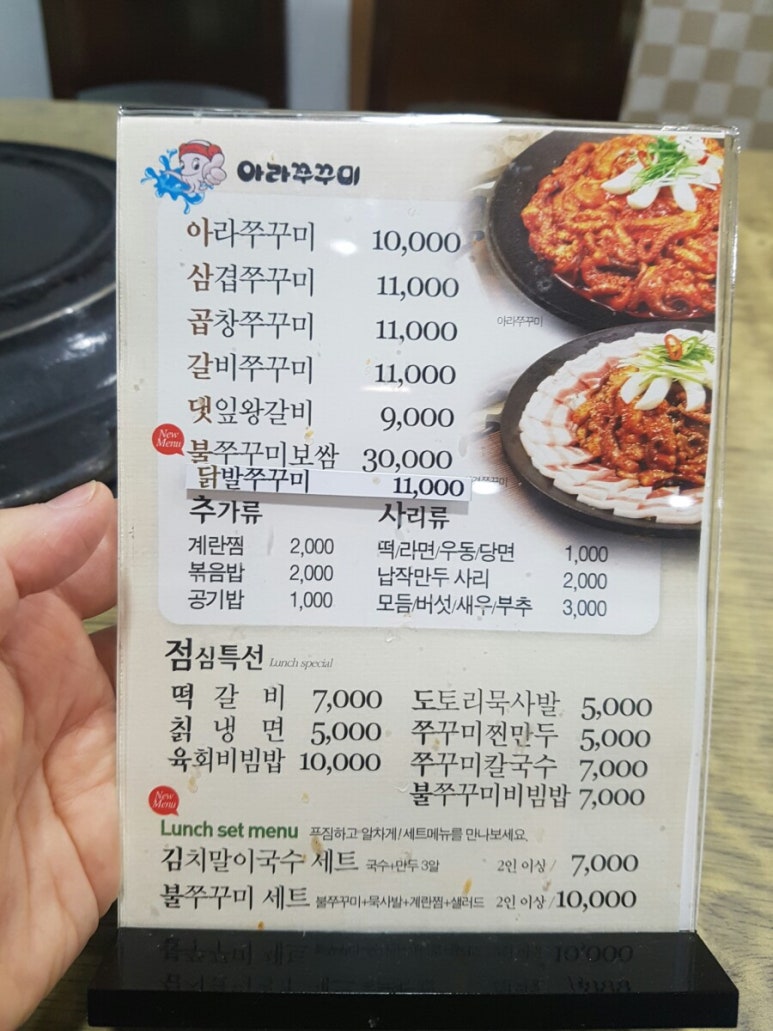 아라쭈꾸미
아라쭈꾸미 10,000
삼겹쭈꾸미 11,000
곱창쭈꾸미 11,000
갈비쭈꾸미 11,000
댓잎왕갈비 9,000
New Menu
불쭈꾸미보쌈 30,000
닭발쭈꾸미 11,000
아라쭈꾸미
추가류
계란찜 2,000
볶음밥 2,000
공기밥 1,000
사리류
떡/라면/우동/당면 1,000
납작만두 사리 2,000
모듬/버섯/새우/부추 3,000
점심특선 Lunch special
떡갈비 7,000
칡냉면 5,000
육회비빔밥 10,000
도토리묵사발 5,000
쭈꾸미찐만두 5,000
쭈꾸미칼국수 7,000
불쭈꾸미비빔밥 7,000
New Menu
Lunch set menu 푸짐하고 알차게! 세트메뉴를 만나보세요.
김치말이국수 세트 국수+만두 3알 2인 이상 / 7,000
불쭈꾸미 세트 불쭈꾸미+묵사발+계란찜+샐러드 2인 이상 / 10,000